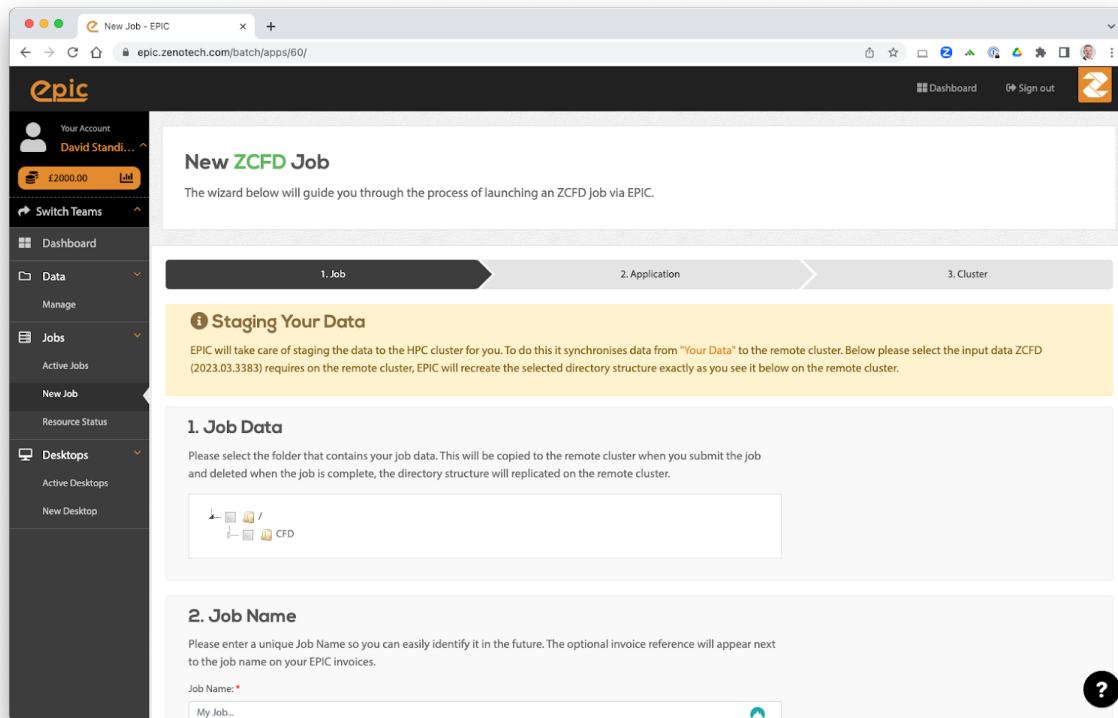 New Job - EPIC
epic.zenotech.com/batch/apps/60/
epic
Dashboard
Sign out
Your Account
David Standi...
£2000.00
Switch Teams
Dashboard
Data
Manage
Jobs
Active Jobs
New Job
Resource Status
Desktops
Active Desktops
New Desktop
New ZCFD Job
The wizard below will guide you through the process of launching an ZCFD job via EPIC.
1. Job
2. Application
3. Cluster
Staging Your Data
EPIC will take care of staging the data to the HPC cluster for you. To do this it synchronises data from "Your Data" to the remote cluster. Below please select the input data ZCFD
(2023.03.3383) requires on the remote cluster, EPIC will recreate the selected directory structure exactly as you see it below on the remote cluster.
1. Job Data
Please select the folder that contains your job data. This will be copied to the remote cluster when you submit the job
and deleted when the job is complete, the directory structure will replicated on the remote cluster.
/
CFD
2. Job Name
Please enter a unique Job Name so you can easily identify it in the future. The optional invoice reference will appear next
to the job name on your EPIC invoices.
Job Name: *
My Job...
?